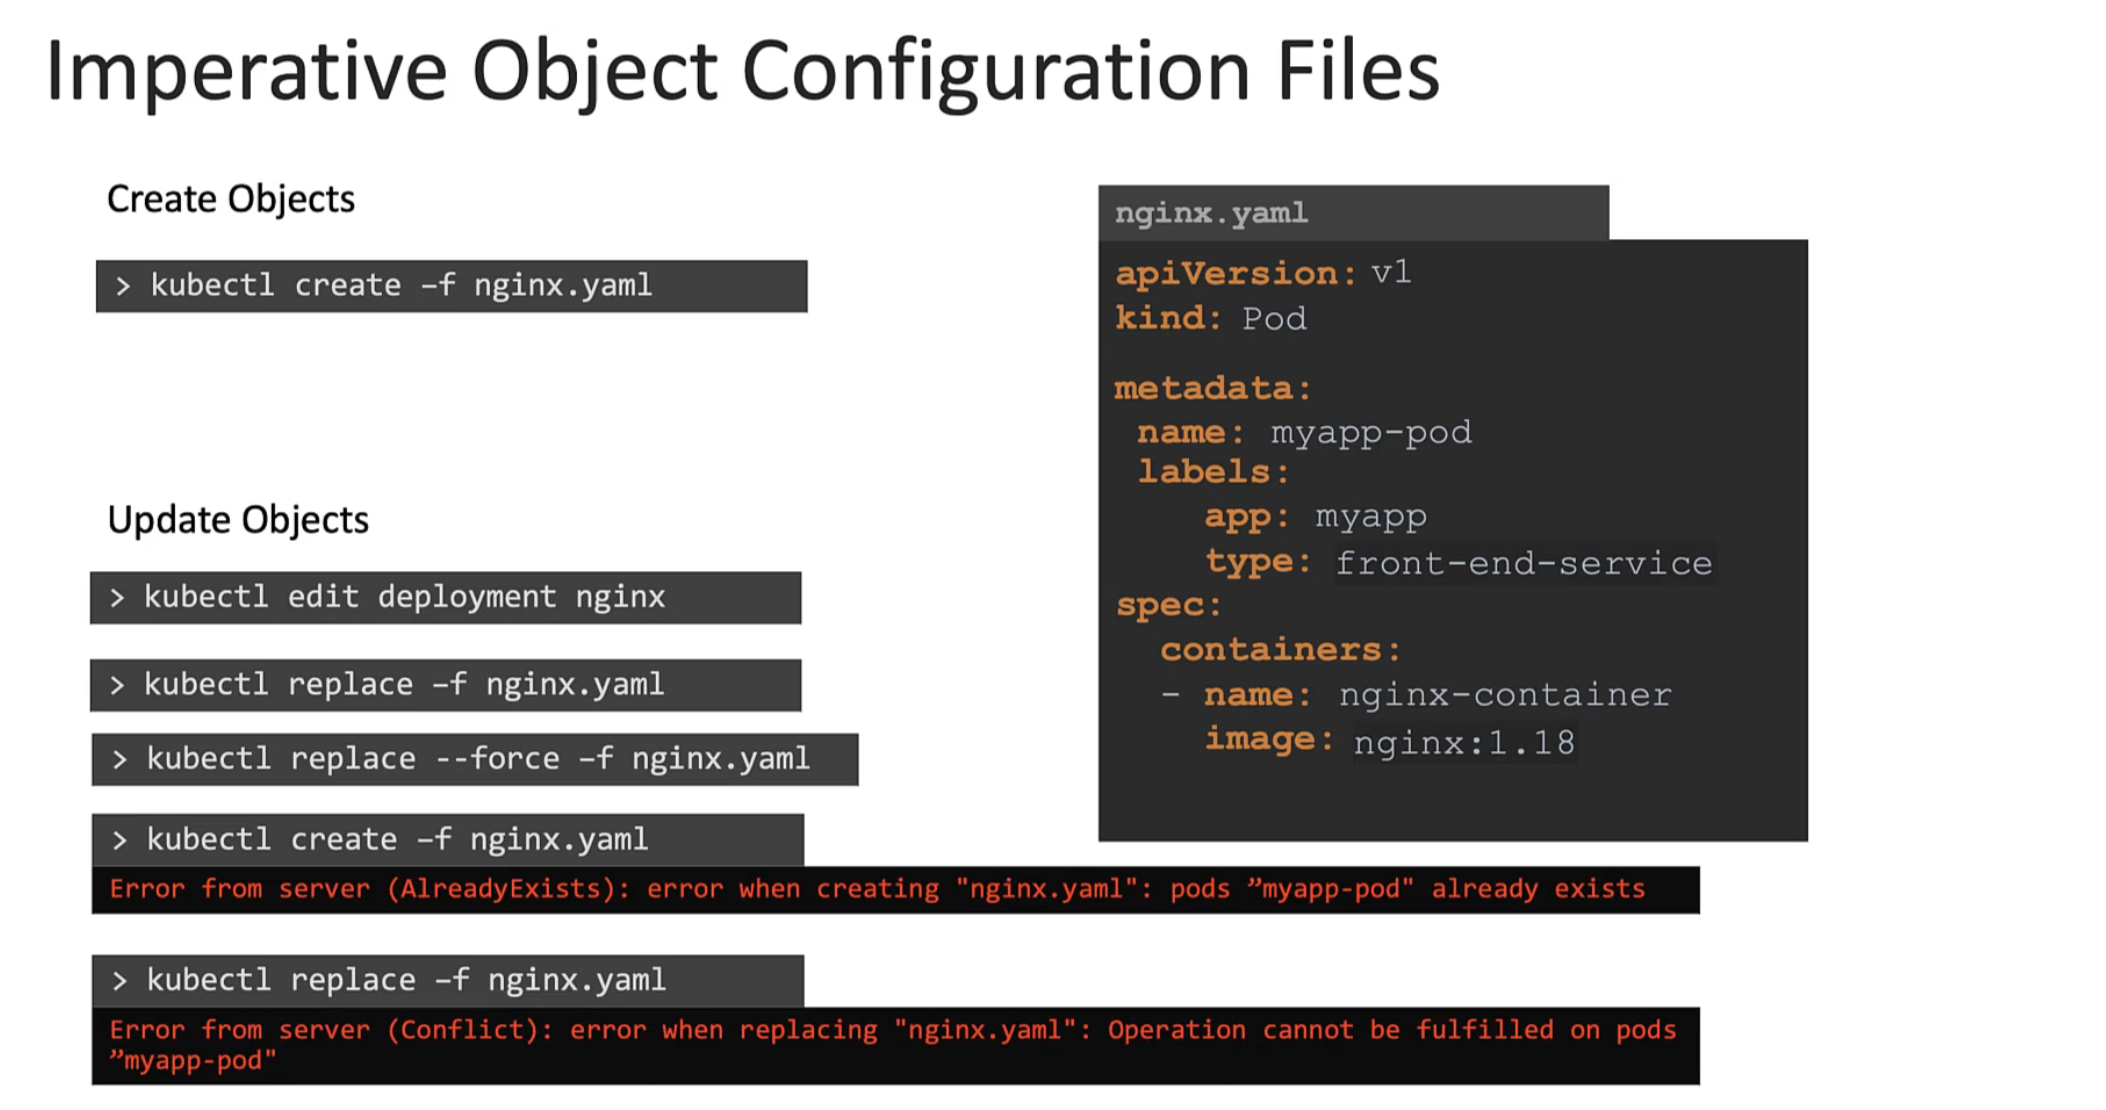 Imperative Object Configuration Files
Create Objects
> kubectl create –f nginx.yaml
Update Objects
> kubectl edit deployment nginx
> kubectl replace –f nginx.yaml
> kubectl replace --force –f nginx.yaml
> kubectl create –f nginx.yaml
Error from server (AlreadyExists): error when creating "nginx.yaml": pods ”myapp-pod" already exists
> kubectl replace –f nginx.yaml
Error from server (Conflict): error when replacing "nginx.yaml": Operation cannot be fulfilled on pods
”myapp-pod"
nginx.yaml
apiVersion: v1
kind: Pod
metadata:
name: myapp-pod
labels:
app: myapp
type: front-end-service
spec:
containers:
- name: nginx-container
image: nginx:1.18